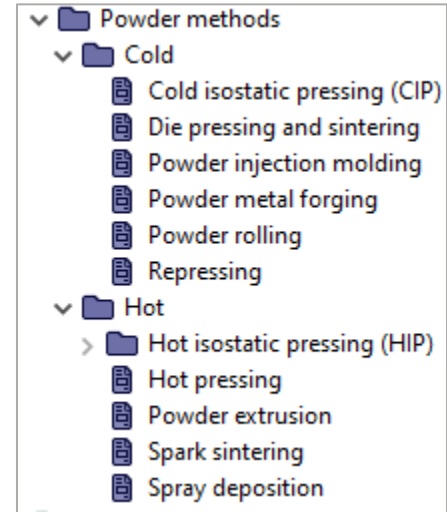 Powder methods
Cold
Cold isostatic pressing (CIP)
Die pressing and sintering
Powder injection molding
Powder metal forging
Powder rolling
Repressing
Hot
Hot isostatic pressing (HIP)
Hot pressing
Powder extrusion
Spark sintering
Spray deposition